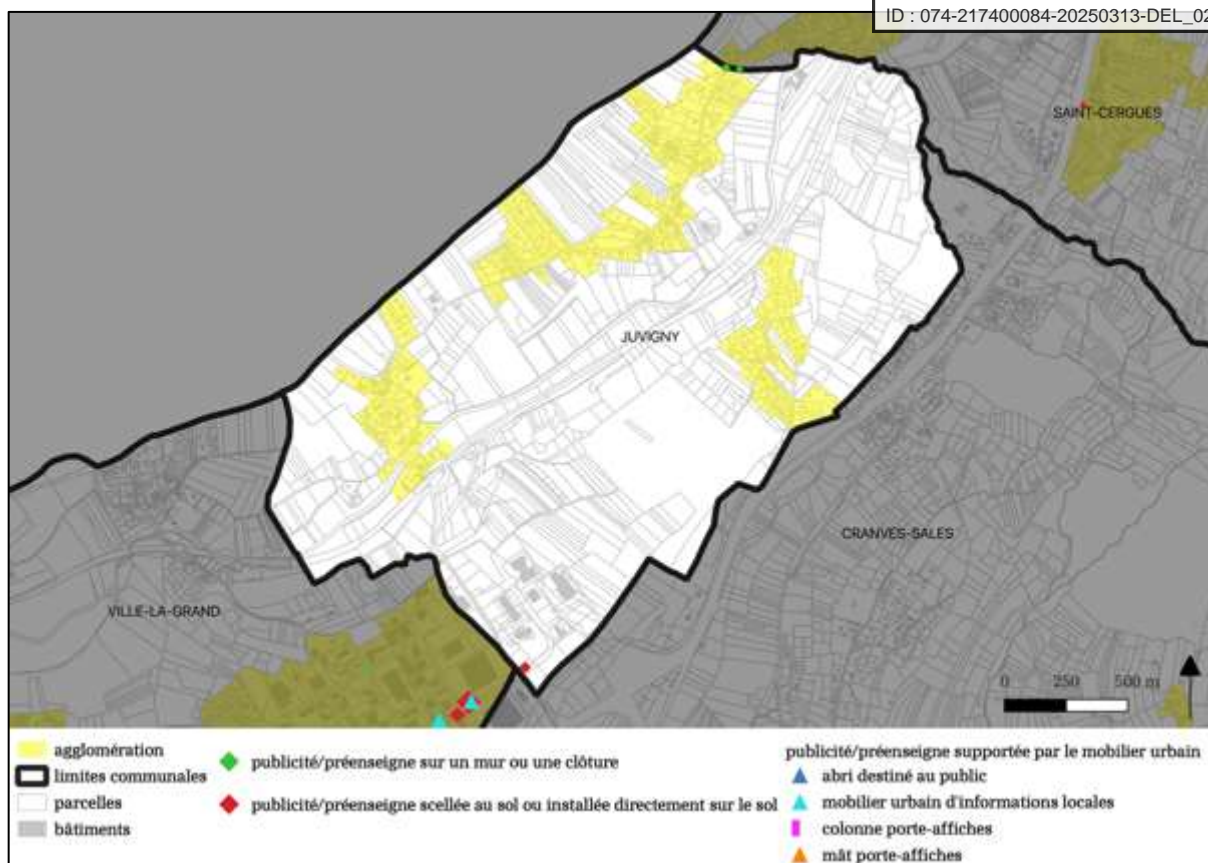 ID : 074-217400084-20250313-DEL_02
SAINT-CERGUES
JUVIGNY
CRANVES-SALES
VILLE-LA-GRAND
0 250 500 m
agglomération
limites communales
parcelles
bâtiments
publicité/préenseigne sur un mur ou une clôture
publicité/préenseigne scellée au sol ou installée directement sur le sol
publicité/préenseigne supportée par le mobilier urbain
abri destiné au public
mobilier urbain d'informations locales
colonne porte-affiches
mât porte-affiches